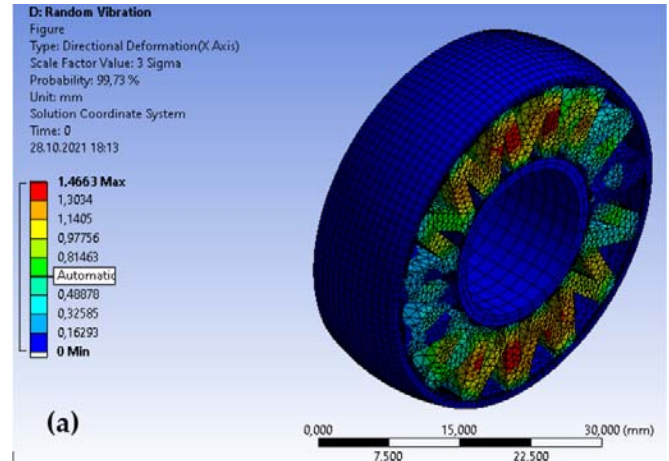 D: Random Vibration
Figure
Type: Directional Deformation(X Axis)
Scale Factor Value: 3 Sigma
Probability: 99,73 %
Unit: mm
Solution Coordinate System
Time: 0
28.10.2021 18:13
1,4663 Max
1,3034
1,1405
0,97756
0,81463
Automatic
0,48878
0,32585
0,16293
0 Min
(a)
0,000 15,000 30,000 (mm)
7.500 22.500